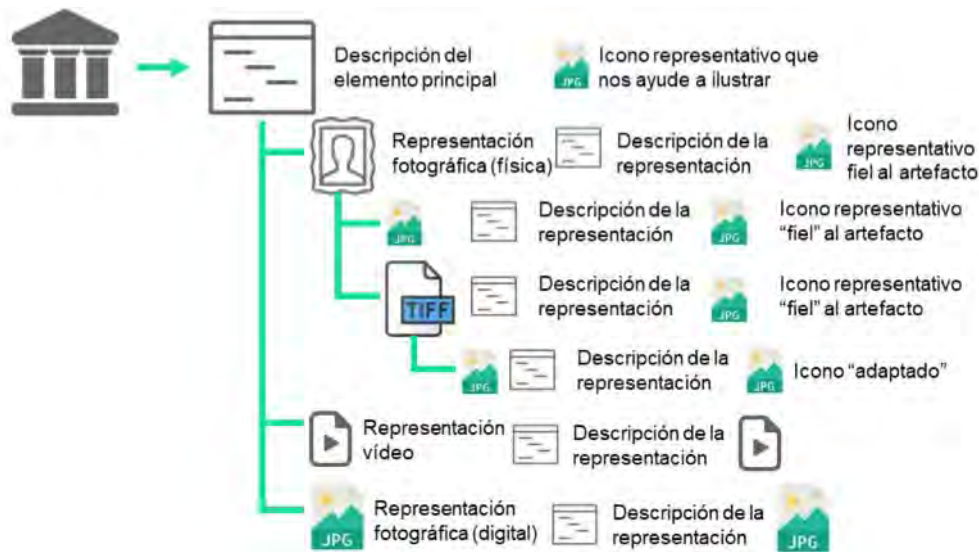 Descripción del
elemento principal
JPG
Icono representativo que
nos ayude a ilustrar
Representación
fotográfica (física)
Descripción de la
representación
JPG
Icono
representativo
fiel al artefacto
JPG
Descripción de la
representación
JPG
Icono representativo
“fiel” al artefacto
TIFF
Descripción de la
representación
JPG
Icono representativo
“fiel” al artefacto
JPG
Descripción de la
representación
JPG
Icono “adaptado”
Representación
vídeo
Descripción de la
representación
JPG
Representación
fotográfica (digital)
Descripción de la
representación
JPG